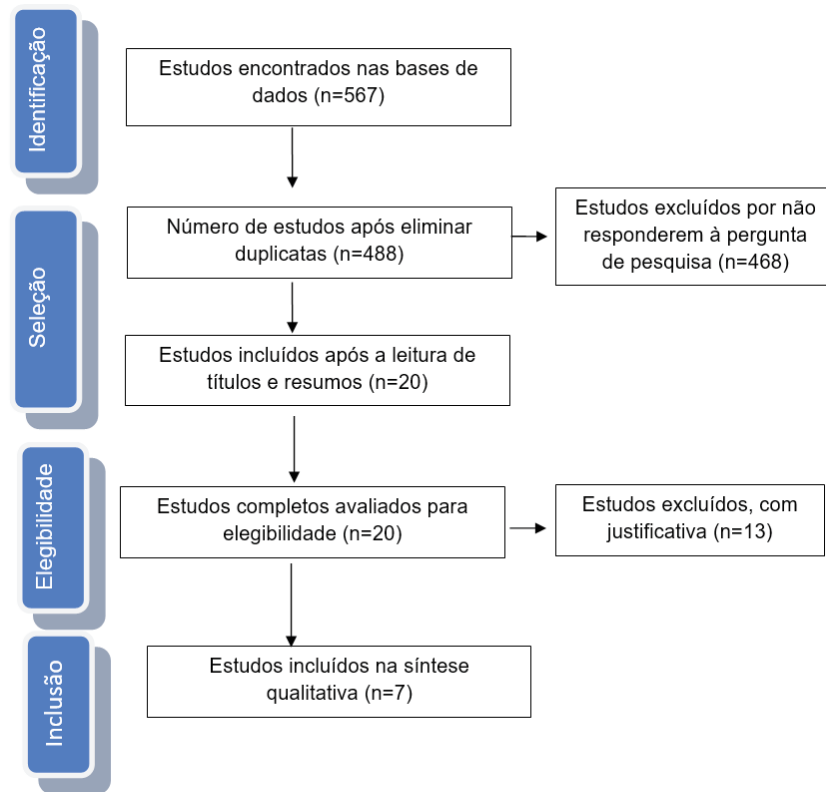 Identificação
Estudos encontrados nas bases de
dados (n=567)
Seleção
Número de estudos após eliminar
duplicatas (n=488)
Estudos excluídos por não
responderem à pergunta
de pesquisa (n=468)
Estudos incluídos após a leitura de
títulos e resumos (n=20)
Elegibilidade
Estudos completos avaliados para
elegibilidade (n=20)
Estudos excluídos, com
justificativa (n=13)
Inclusão
Estudos incluídos na síntese
qualitativa (n=7)